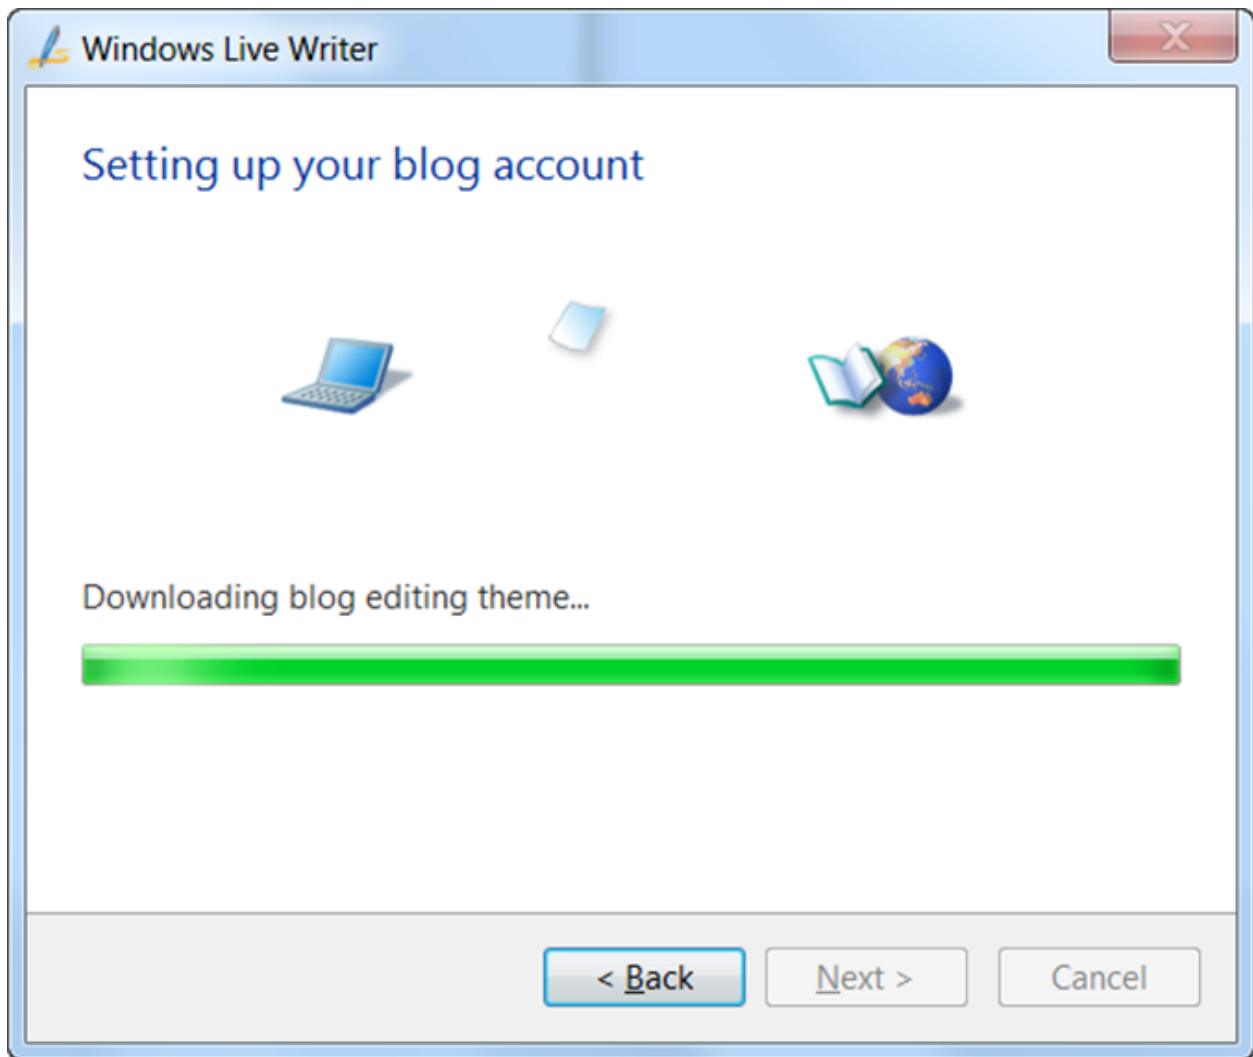 Windows Live Writer
Setting up your blog account
Downloading blog editing theme...
< Back Next > Cancel